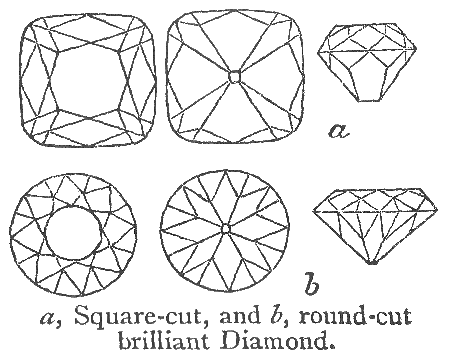 a
b
a, Square-cut, and b, round-cut
brilliant Diamond.